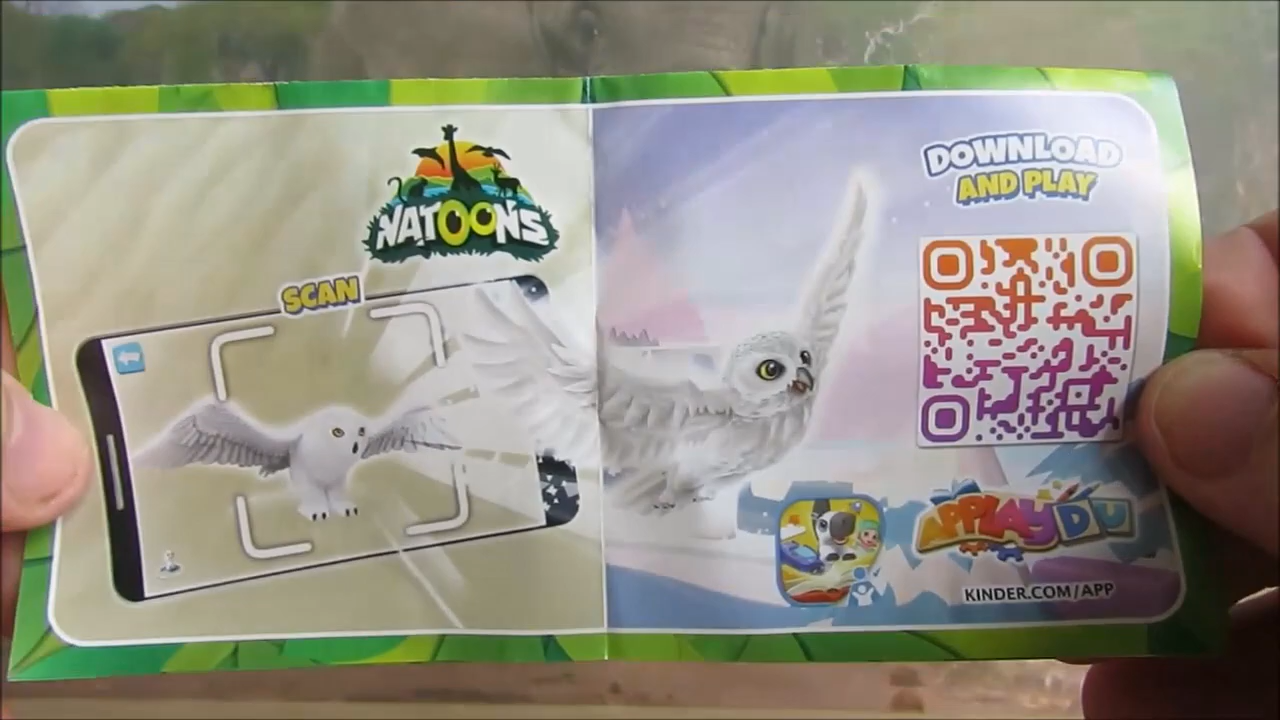 NATOONS
SCAN
DOWNLOAD
AND PLAY
APPLAYDU
KINDER.COM/APP